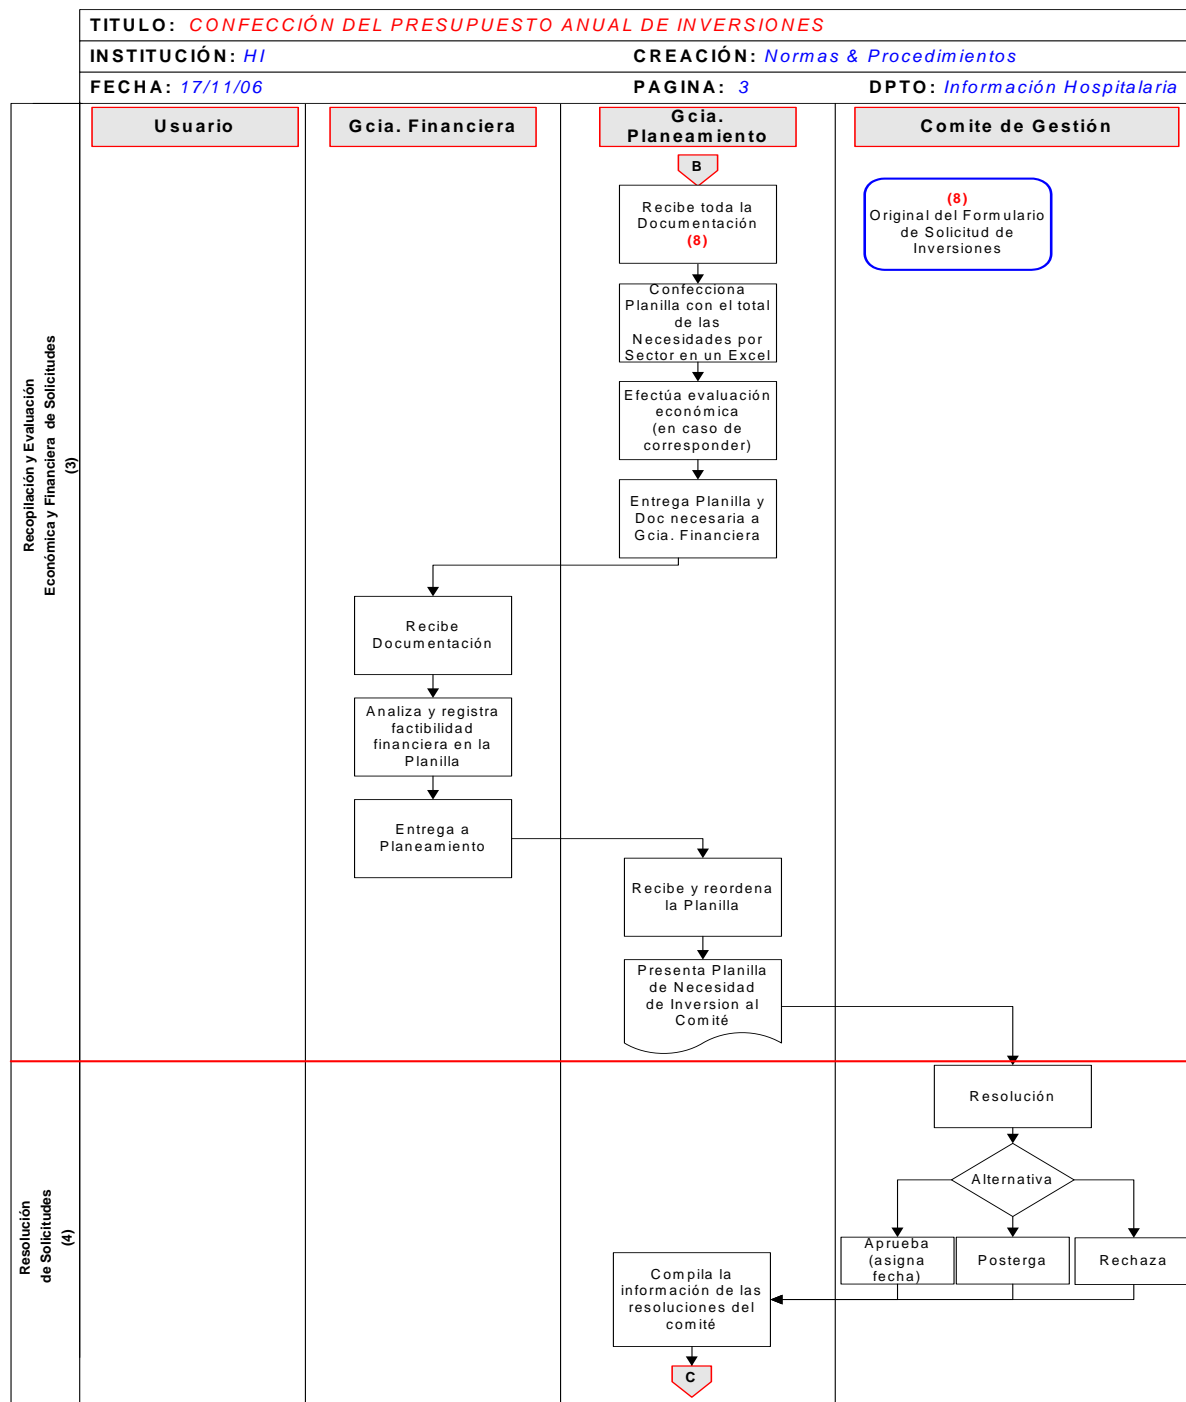 TITULO: CONFECCIÓN DEL PRESUPUESTO ANUAL DE INVERSIONES
INSTITUCIÓN: HI
CREACIÓN: Normas & Procedimientos
FECHA: 17/11/06
PAGINA: 3
DPTO: Información Hospitalaria
Usuario
Gcia. Financiera
Gcia.
Planeamiento
Comite de Gestión
Recopilación y Evaluación
Económica y Financiera de Solicitudes
(3)
B
Recibe toda la
Documentación
(8)
(8)
Original del Formulario
de Solicitud de
Inversiones
Confecciona
Planilla con el total
de las
Necesidades por
Sector en un Excel
Efectúa evaluación
económica
(en caso de
corresponder)
Entrega Planilla y
Doc necesaria a
Gcia. Financiera
Recibe
Documentación
Analiza y registra
factibilidad
financiera en la
Planilla
Entrega a
Planeamiento
Recibe y reordena
la Planilla
Presenta Planilla
de Necesidad
de Inversion al
Comité
Resolución
de Solicitudes
(4)
Resolución
Alternativa
Aprueba
(asigna
fecha)
Posterga
Rechaza
Compila la
información de las
resoluciones del
comité
C